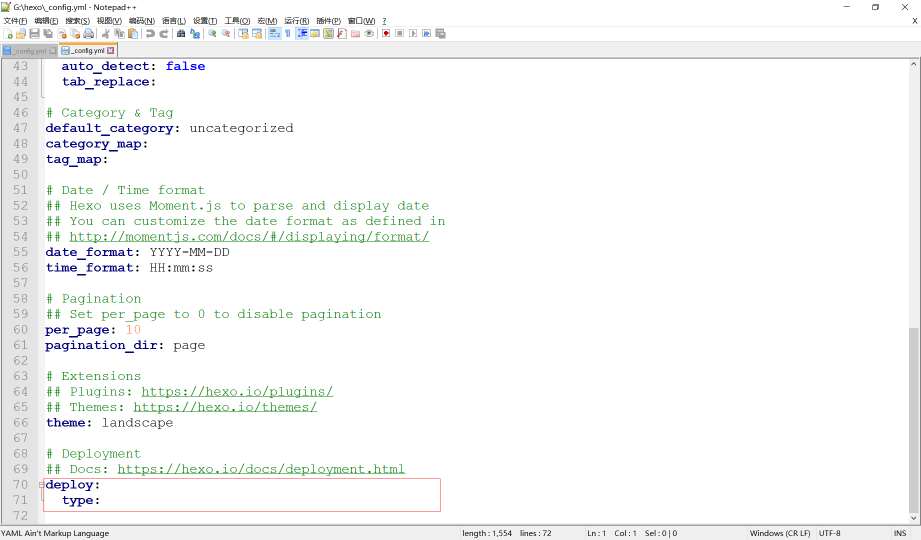 G:\hexo\_config.yml - Notepad++
文件(F) 编辑(E) 搜索(S) 视图(V) 编码(N) 语言(L) 设置(T) 工具(O) 宏(M) 运行(R) 插件(P) 窗口(W) ? X
_config.yml _config.yml
43 auto_detect: false
44 tab_replace:
45
46 # Category & Tag
47 default_category: uncategorized
48 category_map:
49 tag_map:
50
51 # Date / Time format
52 ## Hexo uses Moment.js to parse and display date
53 ## You can customize the date format as defined in
54 ## http://momentjs.com/docs/#/displaying/format/
55 date_format: YYYY-MM-DD
56 time_format: HH:mm:ss
57
58 # Pagination
59 ## Set per_page to 0 to disable pagination
60 per_page: 10
61 pagination_dir: page
62
63 # Extensions
64 ## Plugins: https://hexo.io/plugins/
65 ## Themes: https://hexo.io/themes/
66 theme: landscape
67
68 # Deployment
69 ## Docs: https://hexo.io/docs/deployment.html
70 deploy:
71 type:
72
YAML Ain't Markup Language length : 1,554 lines : 72 Ln : 1 Col : 1 Sel : 0 | 0 Windows (CR LF) UTF-8 INS